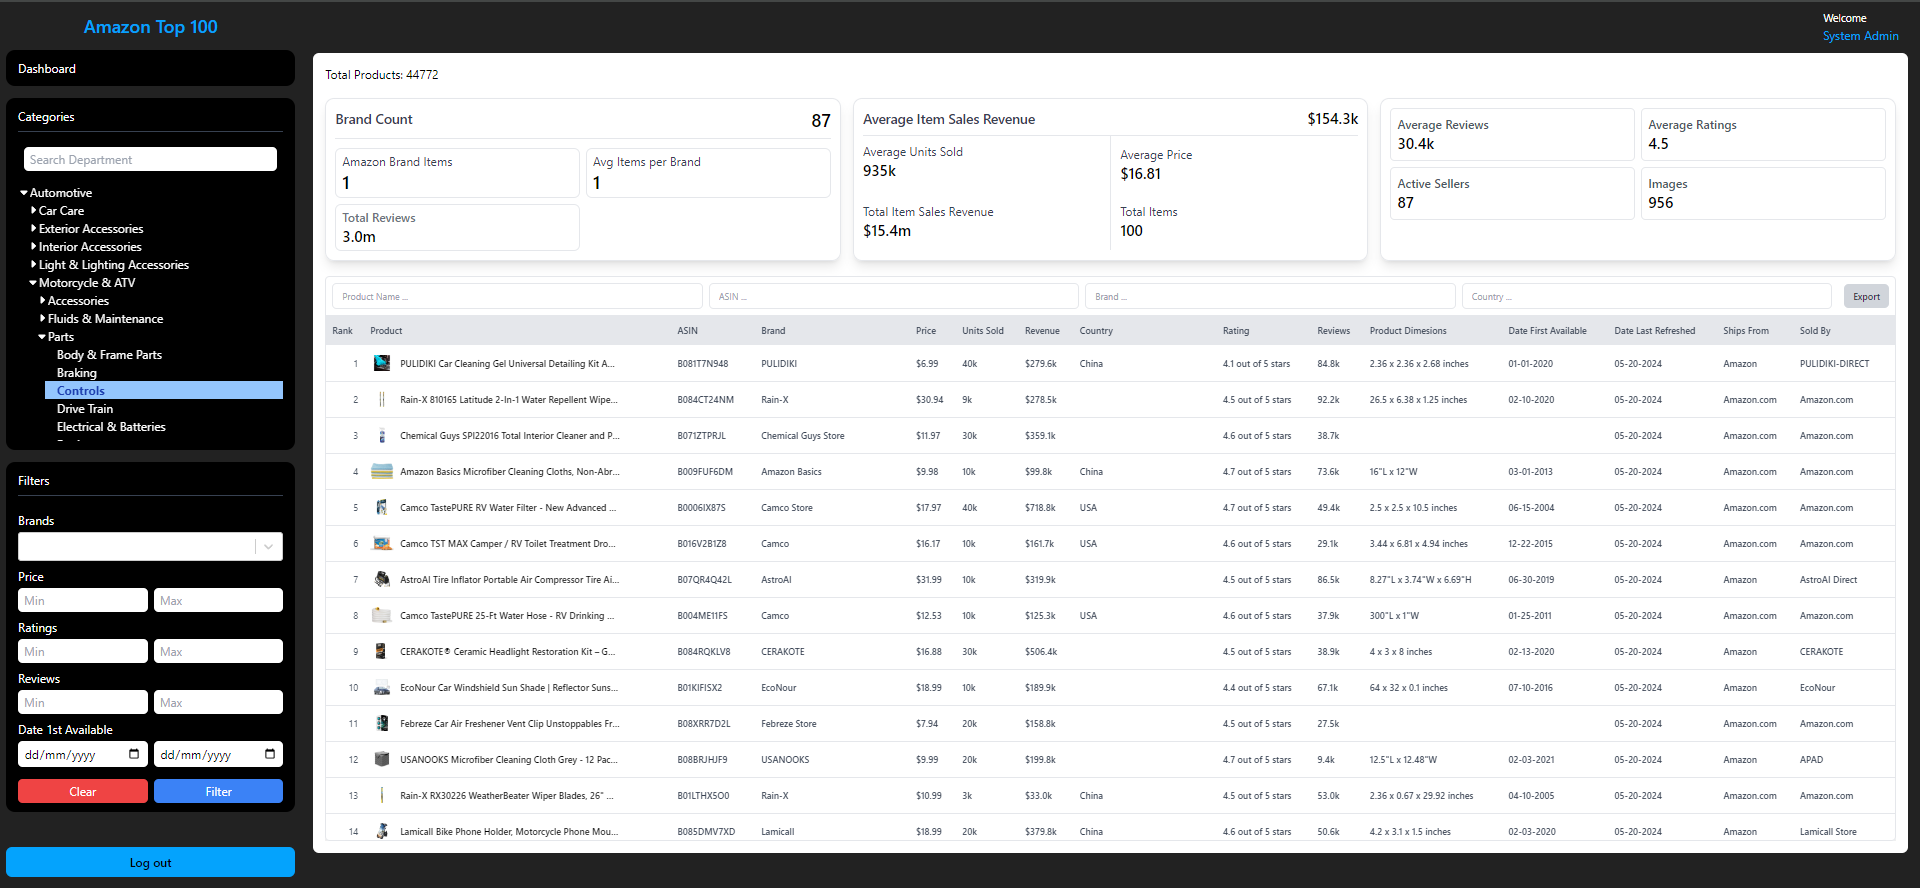 Amazon Top 100
Welcome
System Admin
Dashboard
Categories
Search Department
Automotive
Car Care
Exterior Accessories
Interior Accessories
Light & Lighting Accessories
Motorcycle & ATV
Accessories
Fluids & Maintenance
Parts
Body & Frame Parts
Braking
Controls
Drive Train
Electrical & Batteries
Filters
Brands
Price
Min Max
Ratings
Min Max
Reviews
Min Max
Date 1st Available
dd/mm/yyyy dd/mm/yyyy
Clear Filter
Log out
Total Products: 44772
Brand Count 87
Amazon Brand Items
1
Avg Items per Brand
1
Total Reviews
3.0m
Average Item Sales Revenue $154.3k
Average Units Sold
935k
Average Price
$16.81
Total Item Sales Revenue
$15.4m
Total Items
100
Average Reviews
30.4k
Average Ratings
4.5
Active Sellers
87
Images
956
Product Name ... ASIN ... Brand ... Country ... Export
Rank Product ASIN Brand Price Units Sold Revenue Country Rating Reviews Product Dimesions Date First Available Date Last Refreshed Ships From Sold By
1 PULIDIKI Car Cleaning Gel Universal Detailing Kit A... B081T7N948 PULIDIKI $6.99 40k $279.6k China 4.1 out of 5 stars 84.8k 2.36 x 2.36 x 2.68 inches 01-01-2020 05-20-2024 Amazon PULIDIKI-DIRECT
2 Rain-X 810165 Latitude 2-In-1 Water Repellent Wipe... B084CT24NM Rain-X $30.94 9k $278.5k 4.5 out of 5 stars 92.2k 26.5 x 6.38 x 1.25 inches 02-10-2020 05-20-2024 Amazon.com Amazon.com
3 Chemical Guys SPI22016 Total Interior Cleaner and P... B071ZTPRJL Chemical Guys Store $11.97 30k $359.1k 4.6 out of 5 stars 38.7k 05-20-2024 Amazon.com Amazon.com
4 Amazon Basics Microfiber Cleaning Cloths, Non-Abr... B009FUF6DM Amazon Basics $9.98 10k $99.8k China 4.7 out of 5 stars 73.6k 16"L x 12"W 03-01-2013 05-20-2024 Amazon.com Amazon.com
5 Camco TastePURE RV Water Filter - New Advanced ... B0006IX87S Camco Store $17.97 40k $718.8k USA 4.7 out of 5 stars 49.4k 2.5 x 2.5 x 10.5 inches 06-15-2004 05-20-2024 Amazon.com Amazon.com
6 Camco TST MAX Camper / RV Toilet Treatment Dro... B016V2B1Z8 Camco $16.17 10k $161.7k USA 4.6 out of 5 stars 29.1k 3.44 x 6.81 x 4.94 inches 12-22-2015 05-20-2024 Amazon.com Amazon.com
7 AstroAI Tire Inflator Portable Air Compressor Tire Ai... B07QR4Q42L AstroAI $31.99 10k $319.9k 4.5 out of 5 stars 86.5k 8.27"L x 3.74"W x 6.69"H 06-30-2019 05-20-2024 Amazon AstroAI Direct
8 Camco TastePURE 25-Ft Water Hose - RV Drinking ... B004ME11FS Camco $12.53 10k $125.3k USA 4.6 out of 5 stars 37.9k 300"L x 1"W 01-25-2011 05-20-2024 Amazon.com Amazon.com
9 CERAKOTE® Ceramic Headlight Restoration Kit – G... B084RQKLV8 CERAKOTE $16.88 30k $506.4k 4.5 out of 5 stars 38.9k 4 x 3 x 8 inches 02-13-2020 05-20-2024 Amazon CERAKOTE
10 EcoNour Car Windshield Sun Shade | Reflector Suns... B01KIFISX2 EcoNour $18.99 10k $189.9k 4.4 out of 5 stars 67.1k 64 x 32 x 0.1 inches 07-10-2016 05-20-2024 Amazon EcoNour
11 Febreze Car Air Freshener Vent Clip Unstoppables Fr... B08XRR7D2L Febreze Store $7.94 20k $158.8k 4.5 out of 5 stars 27.5k 05-20-2024 Amazon.com Amazon.com
12 USANOOKS Microfiber Cleaning Cloth Grey - 12 Pac... B08BRJHJF9 USANOOKS $9.99 20k $199.8k 4.7 out of 5 stars 9.4k 12.5"L x 12.48"W 02-03-2021 05-20-2024 Amazon APAD
13 Rain-X RX30226 WeatherBeater Wiper Blades, 26" ... B01LTHX5O0 Rain-X $10.99 3k $33.0k China 4.5 out of 5 stars 53.0k 2.36 x 0.67 x 29.92 inches 04-10-2005 05-20-2024 Amazon.com Amazon.com
14 Lamicall Bike Phone Holder, Motorcycle Phone Mou... B085DMV7XD Lamicall $18.99 20k $379.8k China 4.6 out of 5 stars 50.6k 4.2 x 3.1 x 1.5 inches 02-03-2020 05-20-2024 Amazon Lamicall Store